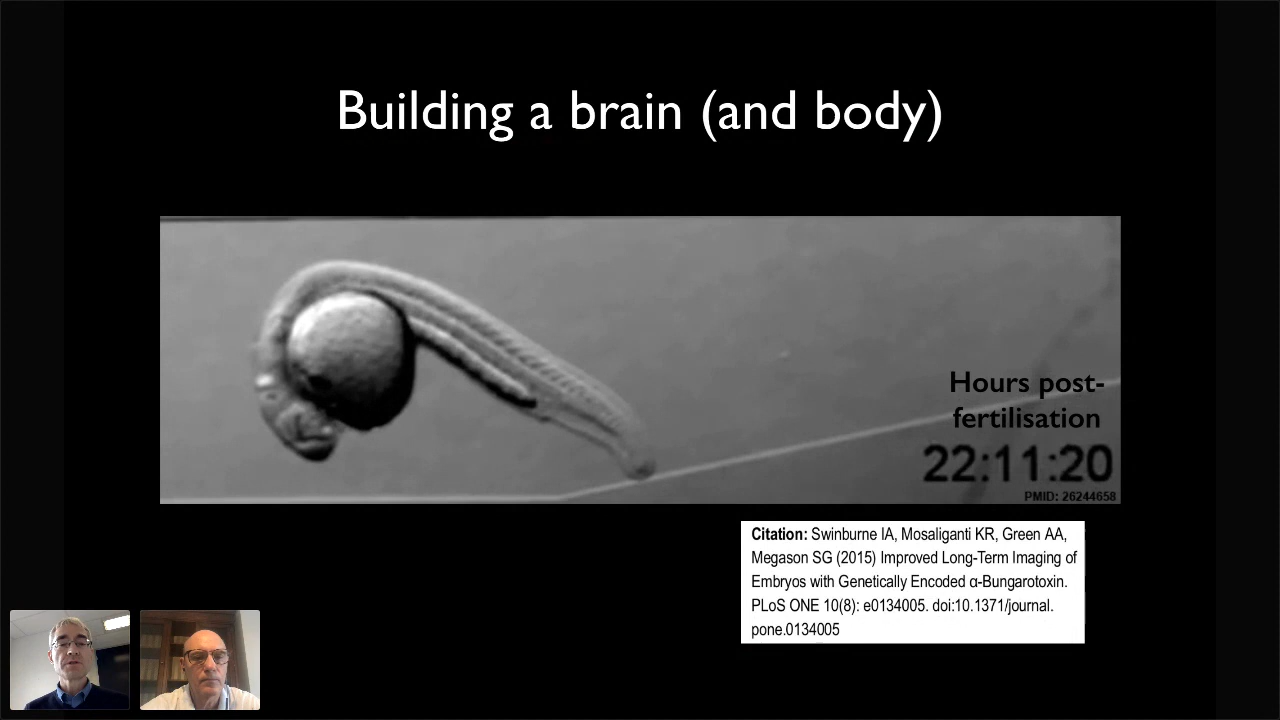 Building a brain (and body)
Hours post-
fertilisation
22:11:20
PMID: 26244658
Citation: Swinburne IA, Mosaliganti KR, Green AA,
Megason SG (2015) Improved Long-Term Imaging of
Embryos with Genetically Encoded α-Bungarotoxin.
PLoS ONE 10(8): e0134005. doi:10.1371/journal.
pone.0134005